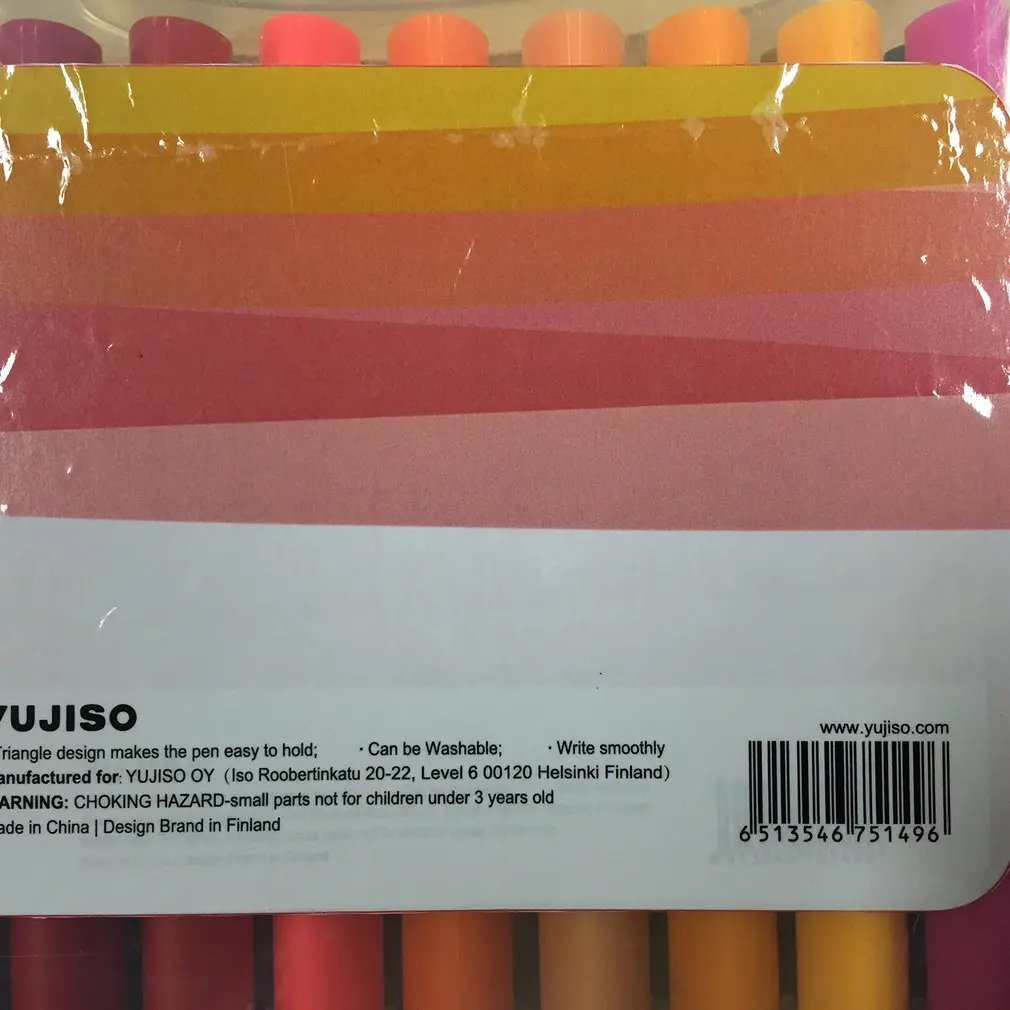 YUJISO
Triangle design makes the pen easy to hold; · Can be Washable; · Write smoothly
anufactured for: YUJISO OY (Iso Roobertinkatu 20-22, Level 6 00120 Helsinki Finland)
ARNING: CHOKING HAZARD-small parts not for children under 3 years old
ade in China | Design Brand in Finland
www.yujiso.com
6 513546 751496